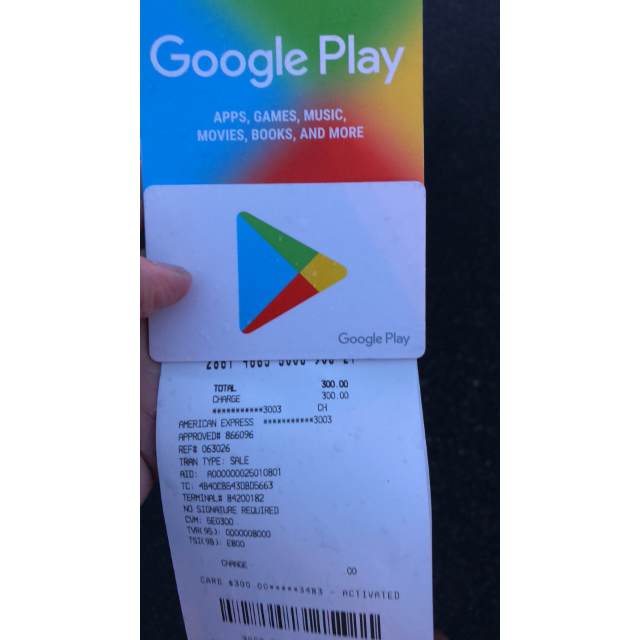 Google Play
APPS, GAMES, MUSIC,
MOVIES, BOOKS, AND MORE
Google Play
TOTAL 300.00
CHARGE 300.00
***********3003 CH
AMERICAN EXPRESS ***********3003
APPROVED# 866096
REF# 063026
TRAN TYPE: SALE
AID: A000000025010801
TC: 4B40CB643DBD5663
TERMINAL# 84200182
NO SIGNATURE REQUIRED
CVM: 5E0300
TVR(95): 0000008000
TSI(9B): E800
CHANGE .00
CARD $300.00*****3483 - ACTIVATED